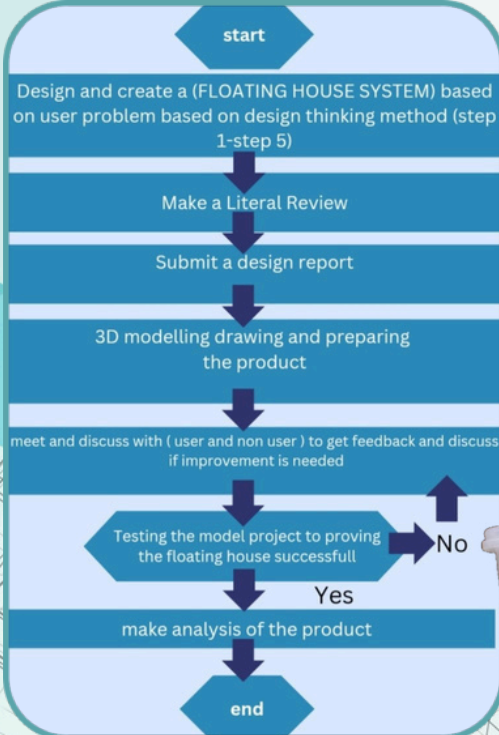 start
Design and create a (FLOATING HOUSE SYSTEM) based
on user problem based on design thinking method (step
1-step 5)
Make a Literal Review
Submit a design report
3D modelling drawing and preparing
the product
meet and discuss with ( user and non user ) to get feedback and discuss
if improvement is needed
Testing the model project to proving
the floating house successfull
No
Yes
make analysis of the product
end